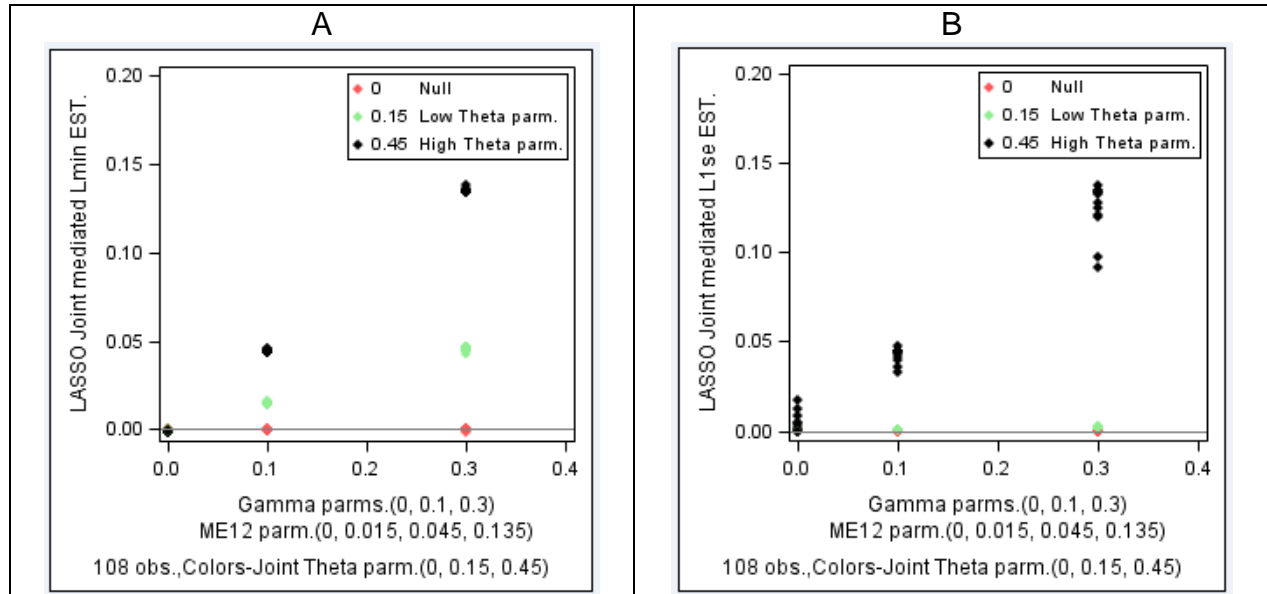 A
LASSO Joint mediated Lmin EST.
0.20
0.15
0.10
0.05
0.00
0 Null
0.15 Low Theta parm.
0.45 High Theta parm.
0.0 0.1 0.2 0.3 0.4
Gamma parms.(0, 0.1, 0.3)
ME12 parm.(0, 0.015, 0.045, 0.135)
108 obs.,Colors-Joint Theta parm.(0, 0.15, 0.45)
B
LASSO Joint mediated L1se EST.
0.20
0.15
0.10
0.05
0.00
0 Null
0.15 Low Theta parm.
0.45 High Theta parm.
0.0 0.1 0.2 0.3 0.4
Gamma parms.(0, 0.1, 0.3)
ME12 parm.(0, 0.015, 0.045, 0.135)
108 obs.,Colors-Joint Theta parm.(0, 0.15, 0.45)